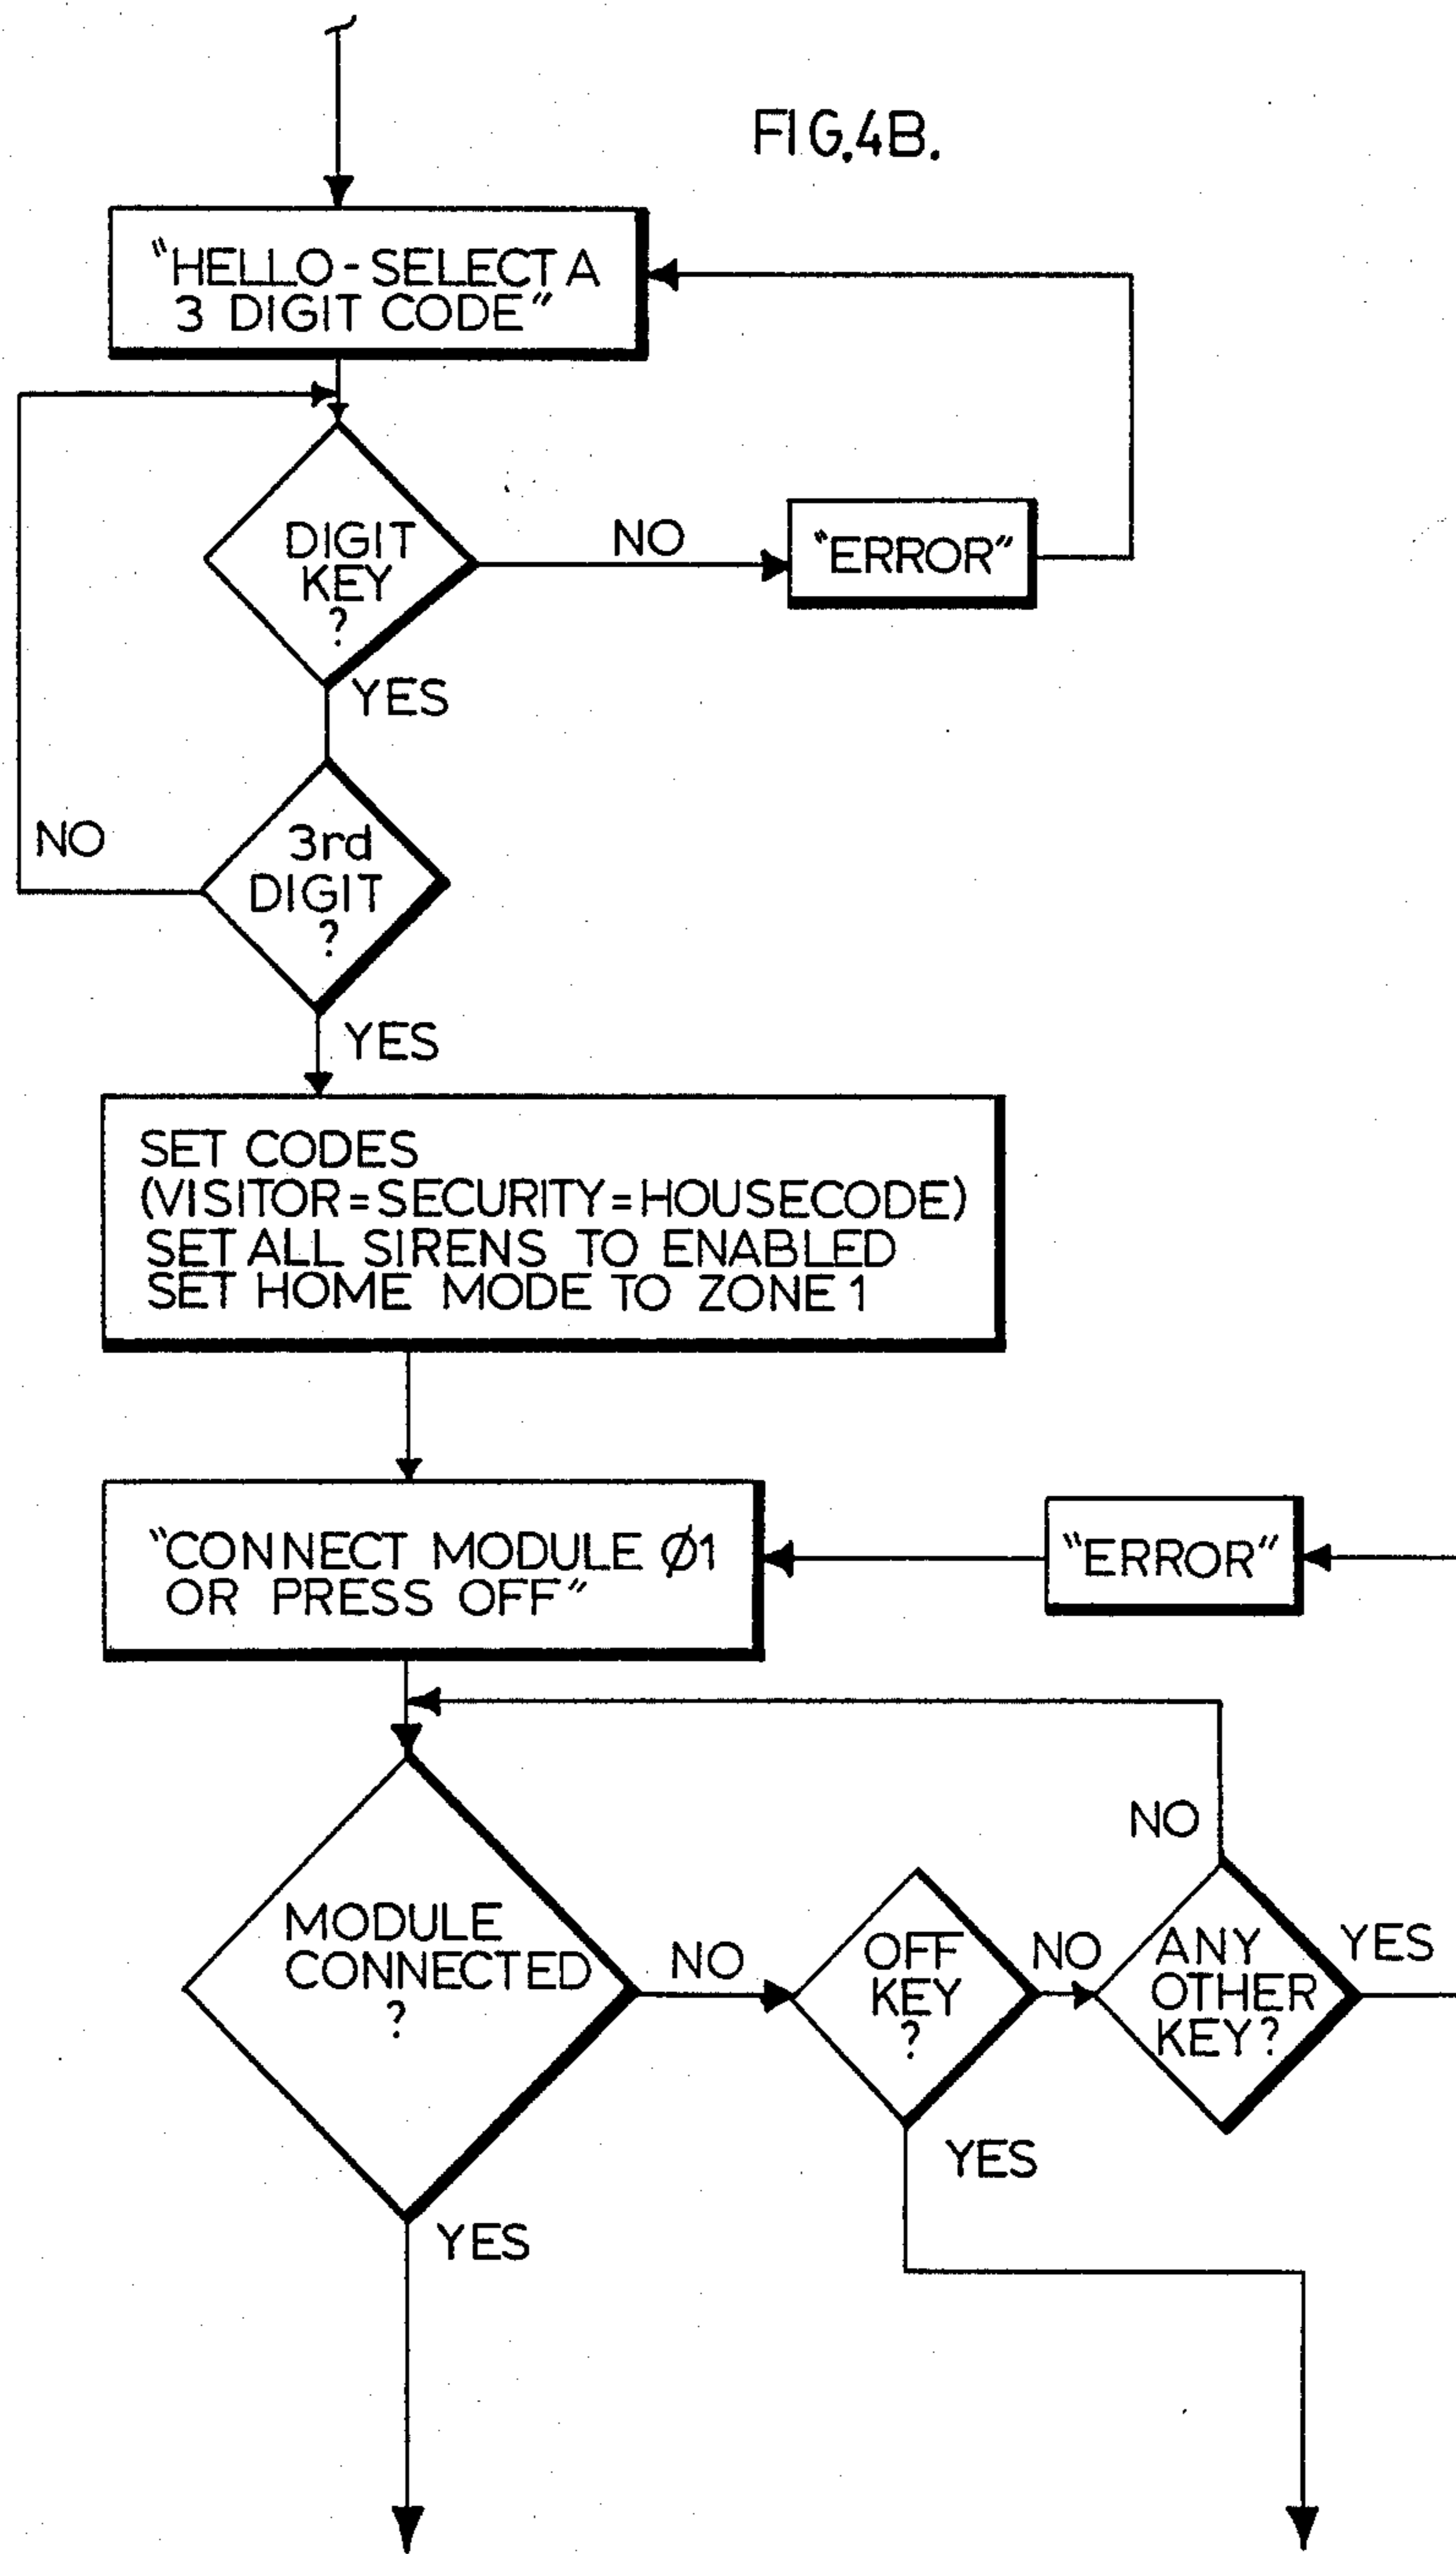 FIG.4B.
"HELLO-SELECT A
3 DIGIT CODE"
DIGIT
KEY
?
NO
"ERROR"
YES
3rd
DIGIT
?
NO
YES
SET CODES
(VISITOR=SECURITY=HOUSECODE)
SET ALL SIRENS TO ENABLED
SET HOME MODE TO ZONE 1
"CONNECT MODULE Ø1
OR PRESS OFF"
"ERROR"
MODULE
CONNECTED
?
NO
OFF
KEY
?
NO
ANY
OTHER
KEY?
NO
YES
YES
YES